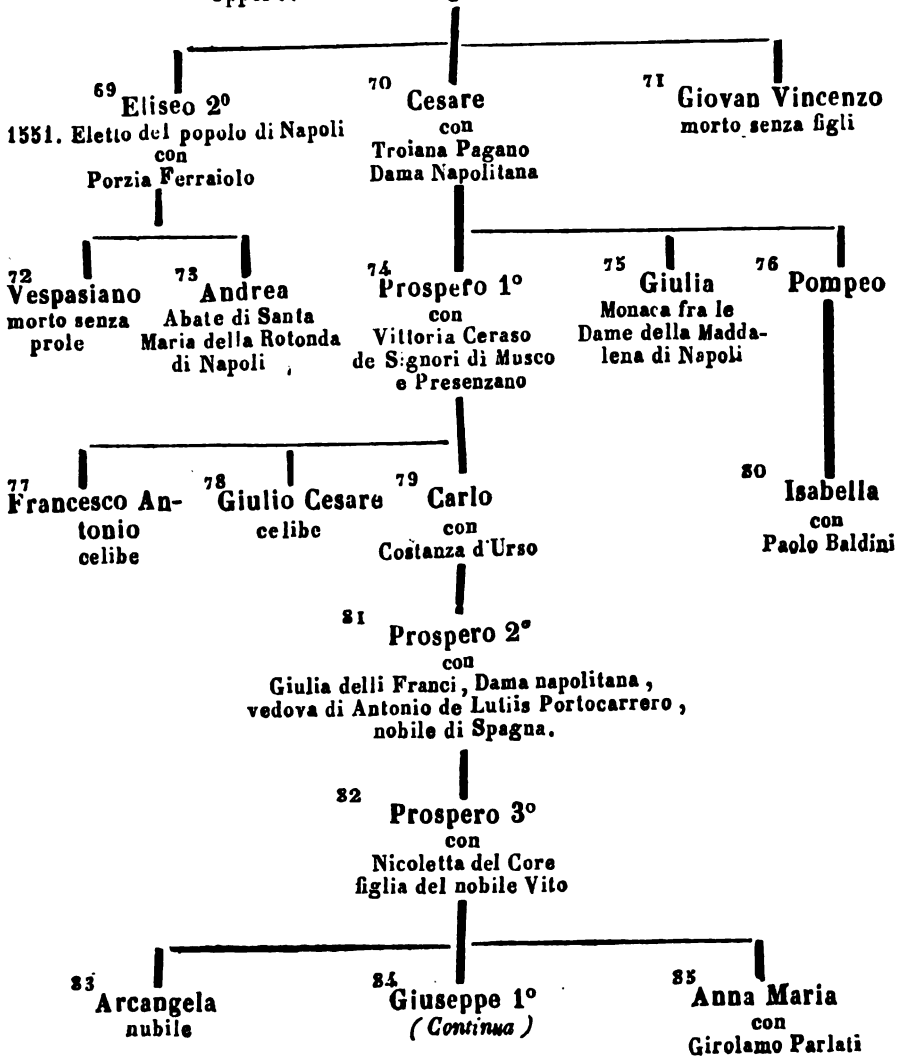 69
Eliseo 2º
1551. Eletto del popolo di Napoli
con
Porzia Ferraiolo
70
Cesare
con
Troiana Pagano
Dama Napolitana
71
Giovan Vincenzo
morto senza figli
72
Vespasiano
morto senza
prole
73
Andrea
Abate di Santa
Maria della Rotonda
di Napoli
74
Prospero 1º
con
Vittoria Ceraso
de Signori di Musco
e Presenzano
75
Giulia
Monaca fra le
Dame della Madda-
lena di Napoli
76
Pompeo
77
Francesco An-
tonio
celibe
78
Giulio Cesare
celibe
79
Carlo
con
Costanza d'Urso
80
Isabella
con
Paolo Baldini
81
Prospero 2º
con
Giulia delli Franci, Dama napolitana,
vedova di Antonio de Lutiis Portocarrero,
nobile di Spagna.
82
Prospero 3º
con
Nicoletta del Core
figlia del nobile Vito
83
Arcangela
nubile
84
Giuseppe 1º
(Continua)
85
Anna Maria
con
Girolamo Parlati